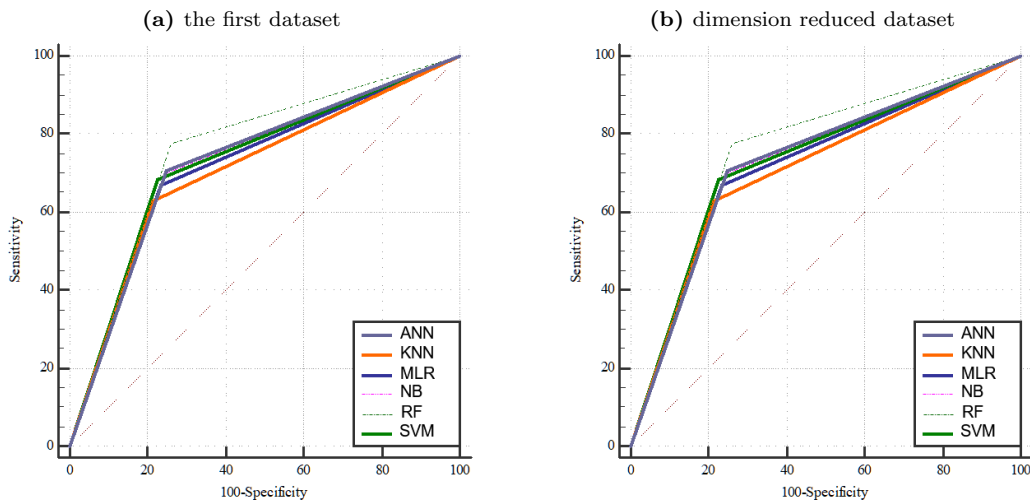 (a) the first dataset
100
80
60
40
20
0
Sensitivity
0 20 40 60 80 100
100-Specificity
ANN
KNN
MLR
NB
RF
SVM
(b) dimension reduced dataset
100
80
60
40
20
0
Sensitivity
0 20 40 60 80 100
100-Specificity
ANN
KNN
MLR
NB
RF
SVM